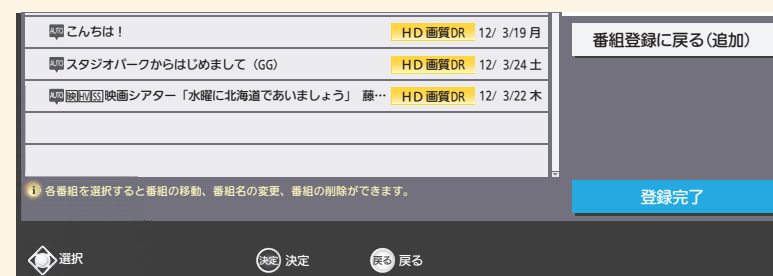 AUTO こんちは！ HD画質DR 12/ 3/19 月
番組登録に戻る(追加)
AUTO スタジオパークからはじめまして（GG） HD画質DR 12/ 3/24 土
AUTO 映 HV SS 映画シアター「水曜に北海道であいましょう」 藤… HD画質DR 12/ 3/22 木
i 各番組を選択すると番組の移動、番組名の変更、番組の削除ができます。
登録完了
選択 決定 決定 戻る 戻る